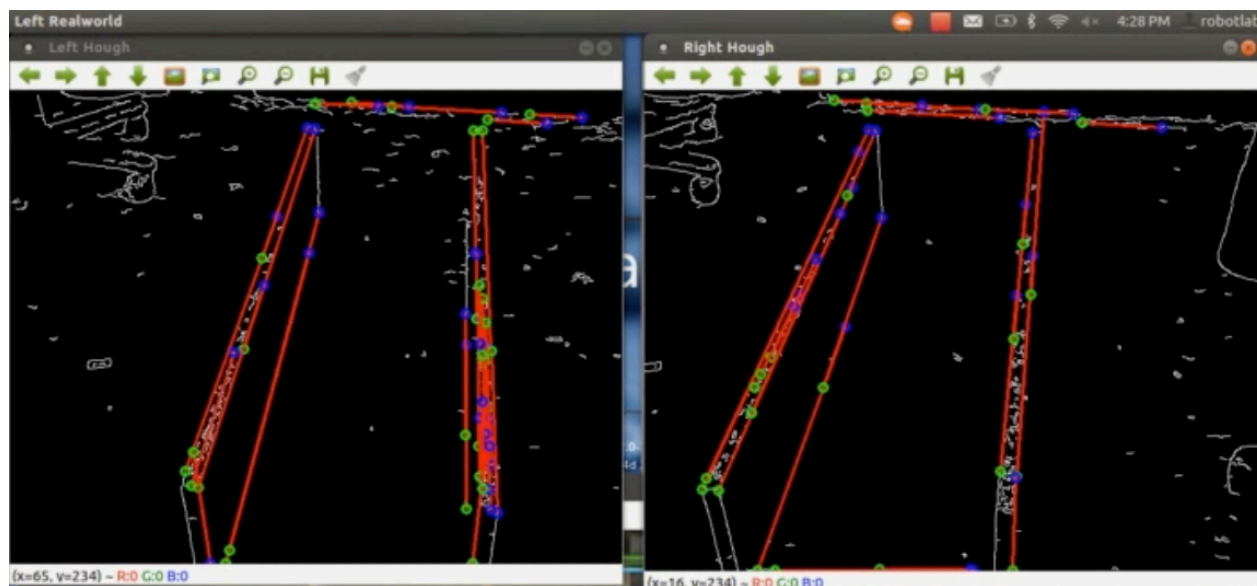 Left Realworld 4:28 PM robotlab
Left Hough
Right Hough
a
(x=65, y=234) ~ R:0 G:0 B:0
(x=16, y=234) ~ R:0 G:0 B:0